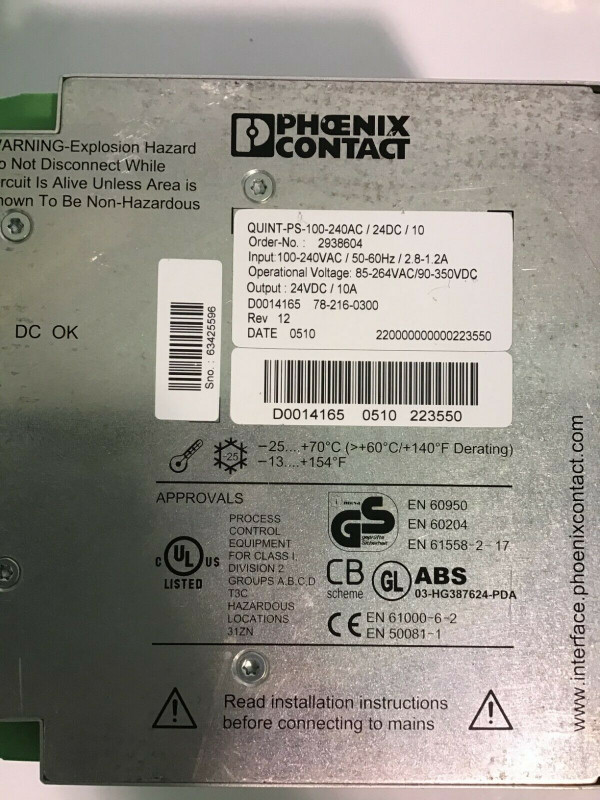 PHŒNIX
CONTACT
WARNING-Explosion Hazard
Do Not Disconnect While
Circuit Is Alive Unless Area is
Known To Be Non-Hazardous
QUINT-PS-100-240AC / 24DC / 10
Order-No.: 2938604
Input:100-240VAC / 50-60Hz / 2.8-1.2A
Operational Voltage: 85-264VAC/90-350VDC
Output : 24VDC / 10A
D0014165 78-216-0300
Rev 12
DATE 0510 220000000000223550
DC OK
Sno.: 63425596
D0014165 0510 223550
-25
-25....+70°C (>+60°C/+140°F Derating)
-13....+154°F
APPROVALS
C UL US
LISTED
PROCESS
CONTROL
EQUIPMENT
FOR CLASS I,
DIVISION 2
GROUPS A.B.C.D
T3C
HAZARDOUS
LOCATIONS
31ZN
GS
geprüfte
Sicherheit
EN 60950
EN 60204
EN 61558-2-17
CB
scheme
GL
ABS
03-HG387624-PDA
CE
EN 61000-6-2
EN 50081-1
Read installation instructions
before connecting to mains
www.interface.phoenixcontact.com